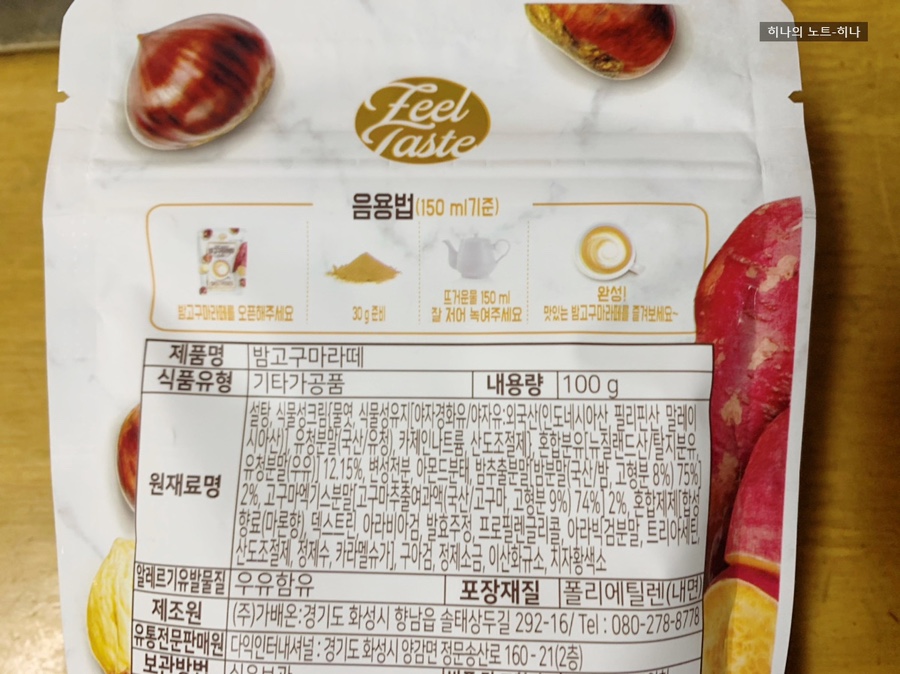 히나의 노트-히나
Feel
Taste
음용법(150 ml기준)
밤고구마라떼를 오픈해주세요
30g 준비
뜨거운물 150 ml
잘 저어 녹여주세요
완성!
맛있는 밤고구마라떼를 즐겨보세요~
제품명 밤고구마라떼
식품유형 기타가공품 내용량 100 g
원재료명
설탕, 식물성크림[물엿, 식물성유지[야자경화유/야자유:외국산(인도네시아산, 필리핀산, 말레이
시아산)], 유청분말(국산/유청), 카제인나트륨, 산도조절제}, 혼합분유[뉴질랜드산/탈지분유,
유청분말(우유)] 12.15%, 변성전분, 아몬드분태, 밤추출분말[밤분말(국산/밤, 고형분 8%) 75%]
2%, 고구마엑기스분말[고구마추출여과액(국산/고구마, 고형분 9%) 74%] 2%, 혼합제제[합성
향료(마롱향), 덱스트린, 아라비아검, 발효주정, 프로필렌글리콜, 아라비검분말, 트리아세틴,
산도조절제, 정제수, 카라멜슈가], 구아검, 정제소금, 이산화규소, 치자황색소
알레르기유발물질 우유함유 포장재질 폴리에틸렌(내면)
제조원 (주)가배온:경기도 화성시 향남읍 솔태상두길 292-16/ Tel : 080-278-8778
유통전문판매원 다익인터내셔널 : 경기도 화성시 양감면 정문송산로 160 - 21(2층)
보관방법